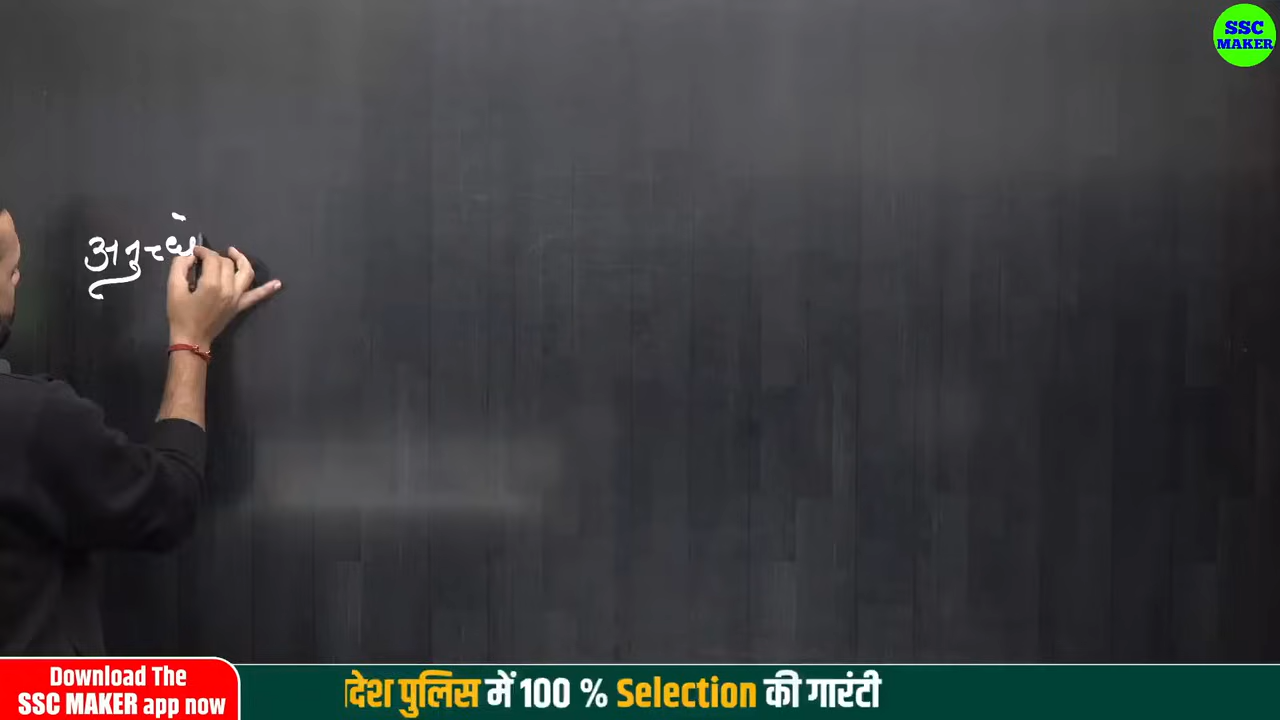 SSC
MAKER
Download The
SSC MAKER app now
देश पुलिस में 100 % Selection की गारंटी